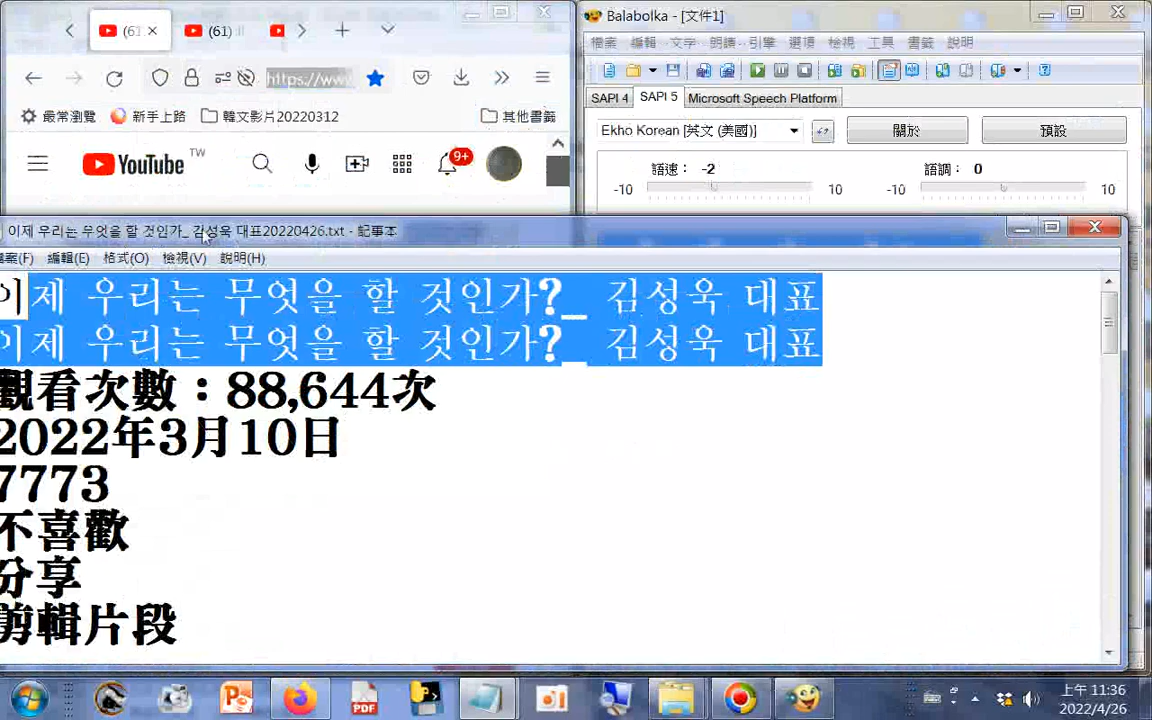 (6)
(61)
https://www
最常瀏覽
新手上路
韓文影片20220312
其他書籤
YouTube TW
9+
Balabolka - [文件1]
檔案 編輯 文字 朗讀 引擎 選項 檢視 工具 書籤 說明
SAPI 4
SAPI 5
Microsoft Speech Platform
Ekho Korean [英文 (美國)]
關於
預設
語速： -2
語調： 0
-10
10
-10
10
이제 우리는 무엇을 할 것인가_ 김성욱 대표20220426.txt - 記事本
檔案(F) 編輯(E) 格式(O) 檢視(V) 說明(H)
이제 우리는 무엇을 할 것인가?_ 김성욱 대표
이제 우리는 무엇을 할 것인가?_ 김성욱 대표
觀看次數：88,644次
2022年3月10日
7773
不喜歡
分享
剪輯片段
PDF
上午 11:36
2022/4/26